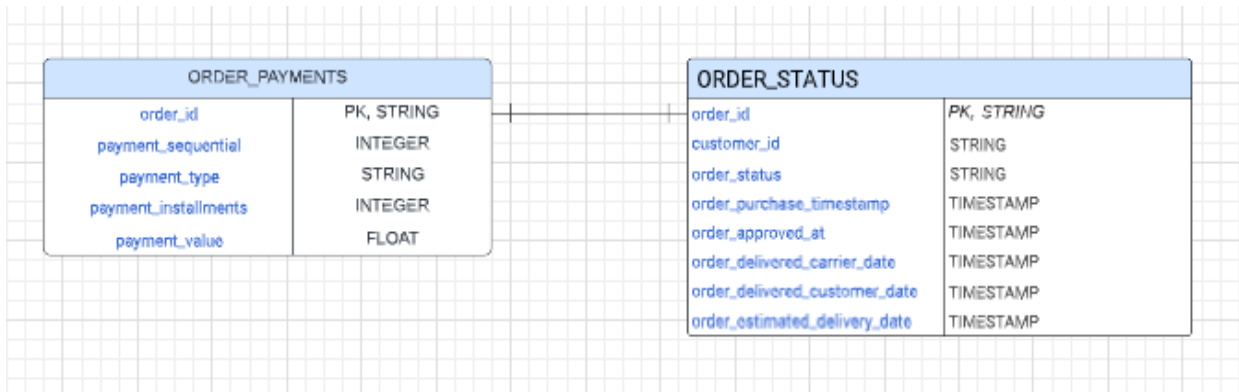 ORDER_PAYMENTS
order_id PK, STRING
payment_sequential INTEGER
payment_type STRING
payment_installments INTEGER
payment_value FLOAT
ORDER_STATUS
order_id PK, STRING
customer_id STRING
order_status STRING
order_purchase_timestamp TIMESTAMP
order_approved_at TIMESTAMP
order_delivered_carrier_date TIMESTAMP
order_delivered_customer_date TIMESTAMP
order_estimated_delivery_date TIMESTAMP